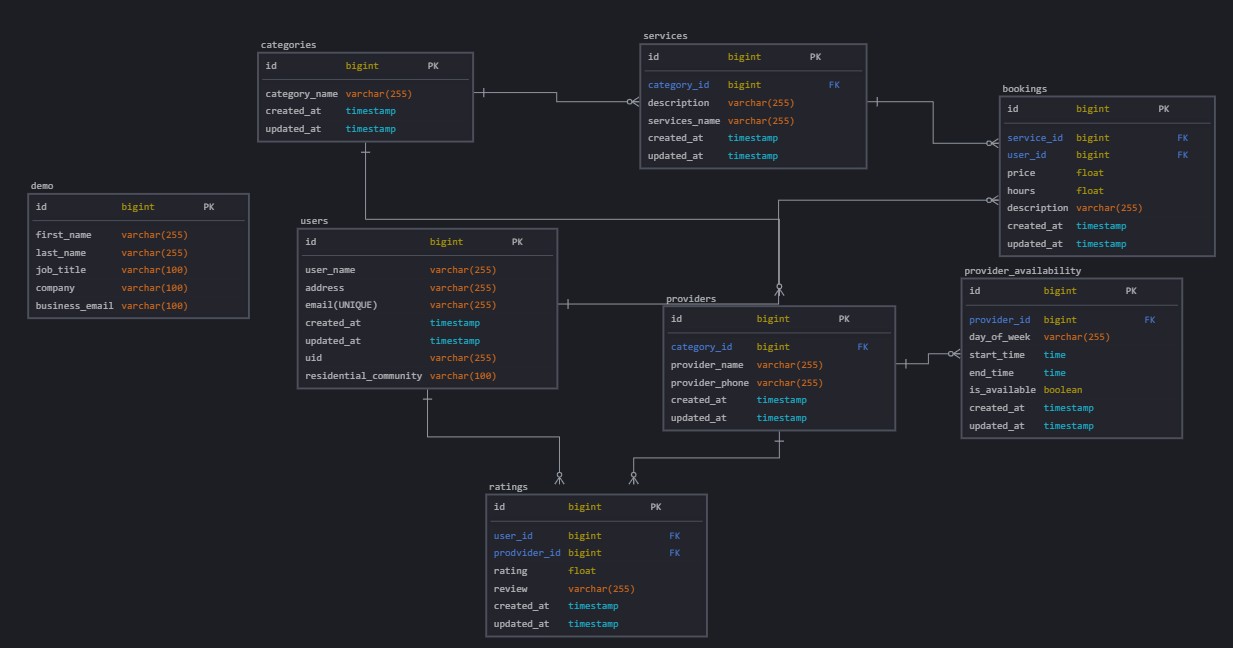 categories
id bigint PK
category_name varchar(255)
created_at timestamp
updated_at timestamp
services
id bigint PK
category_id bigint FK
description varchar(255)
services_name varchar(255)
created_at timestamp
updated_at timestamp
bookings
id bigint PK
service_id bigint FK
user_id bigint FK
price float
hours float
description varchar(255)
created_at timestamp
updated_at timestamp
demo
id bigint PK
first_name varchar(255)
last_name varchar(255)
job_title varchar(100)
company varchar(100)
business_email varchar(100)
users
id bigint PK
user_name varchar(255)
address varchar(255)
email(UNIQUE) varchar(255)
created_at timestamp
updated_at timestamp
uid varchar(255)
residential_community varchar(100)
providers
id bigint PK
category_id bigint FK
provider_name varchar(255)
provider_phone varchar(255)
created_at timestamp
updated_at timestamp
provider_availability
id bigint PK
provider_id bigint FK
day_of_week varchar(255)
start_time time
end_time time
is_available boolean
created_at timestamp
updated_at timestamp
ratings
id bigint PK
user_id bigint FK
prodvider_id bigint FK
rating float
review varchar(255)
created_at timestamp
updated_at timestamp